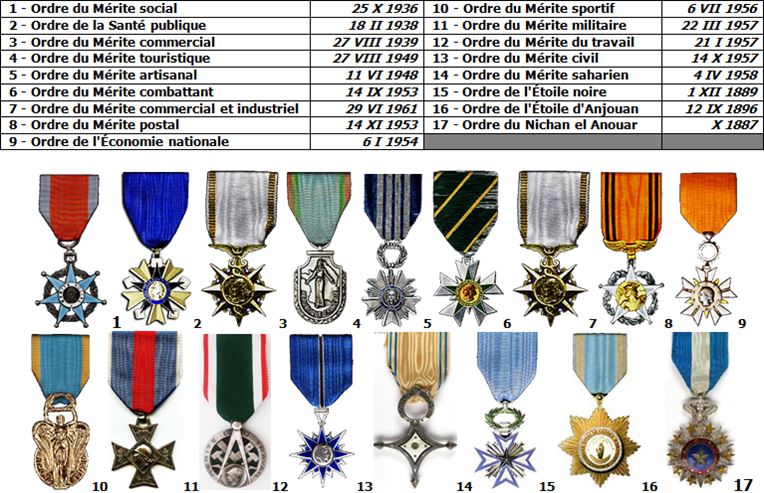 1 - Ordre du Mérite social 25 X 1936 10 - Ordre du Mérite sportif 6 VII 1956
2 - Ordre de la Santé publique 18 II 1938 11 - Ordre du Mérite militaire 22 III 1957
3 - Ordre du Mérite commercial 27 VIII 1939 12 - Ordre du Mérite du travail 21 I 1957
4 - Ordre du Mérite touristique 27 VIII 1949 13 - Ordre du Mérite civil 14 X 1957
5 - Ordre du Mérite artisanal 11 VI 1948 14 - Ordre du Mérite saharien 4 IV 1958
6 - Ordre du Mérite combattant 14 IX 1953 15 - Ordre de l'Étoile noire 1 XII 1889
7 - Ordre du Mérite commercial et industriel 29 VI 1961 16 - Ordre de l'Étoile d'Anjouan 12 IX 1896
8 - Ordre du Mérite postal 14 XI 1953 17 - Ordre du Nichan el Anouar X 1887
9 - Ordre de l'Économie nationale 6 I 1954
1 2 3 4 5 6 7 8 9
10 11 12 13 14 15 16 17